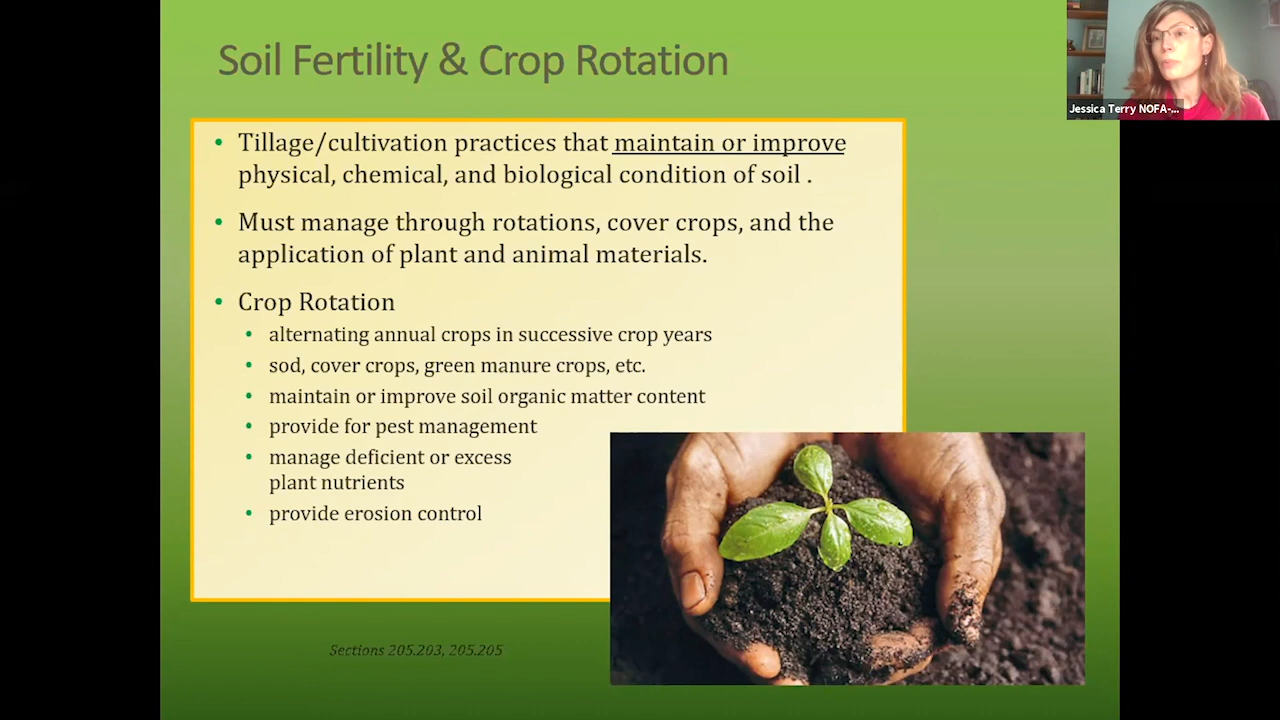 Soil Fertility & Crop Rotation
Jessica Terry NOFA-...
• Tillage/cultivation practices that maintain or improve
physical, chemical, and biological condition of soil .
• Must manage through rotations, cover crops, and the
application of plant and animal materials.
• Crop Rotation
• alternating annual crops in successive crop years
• sod, cover crops, green manure crops, etc.
• maintain or improve soil organic matter content
• provide for pest management
• manage deficient or excess
plant nutrients
• provide erosion control
Sections 205.203, 205.205